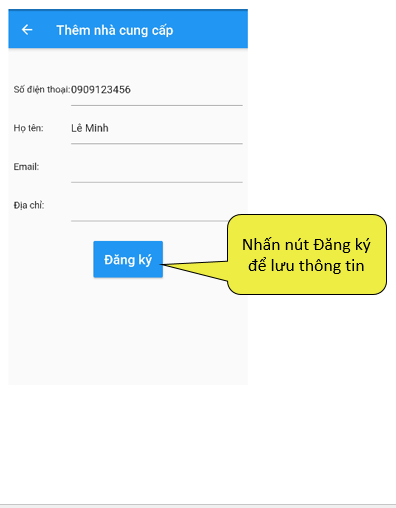 Thêm nhà cung cấp
Số điện thoại: 0909123456
Họ tên: Lê Minh
Email:
Địa chỉ:
Đăng ký
Nhấn nút Đăng ký
để lưu thông tin